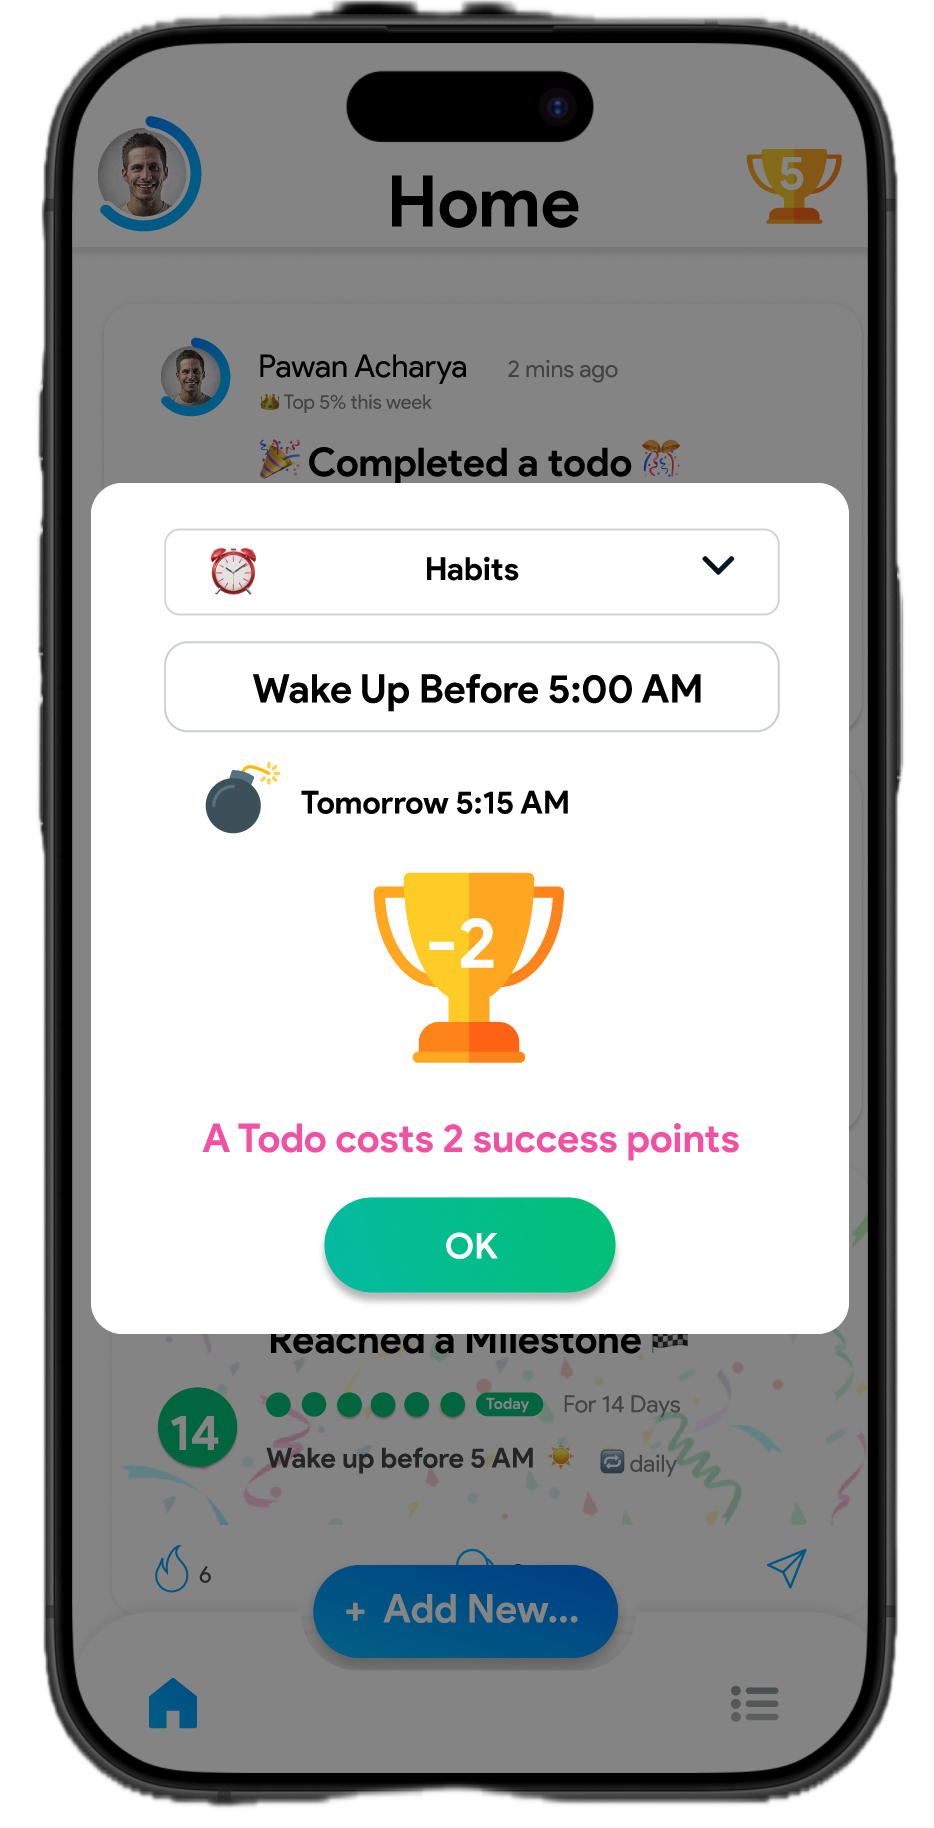 Home
5
Pawan Acharya 2 mins ago
Top 5% this week
Completed a todo
Habits
Wake Up Before 5:00 AM
Tomorrow 5:15 AM
-2
A Todo costs 2 success points
OK
Reached a Milestone
14
Today For 14 Days
Wake up before 5 AM daily
6
+ Add New...